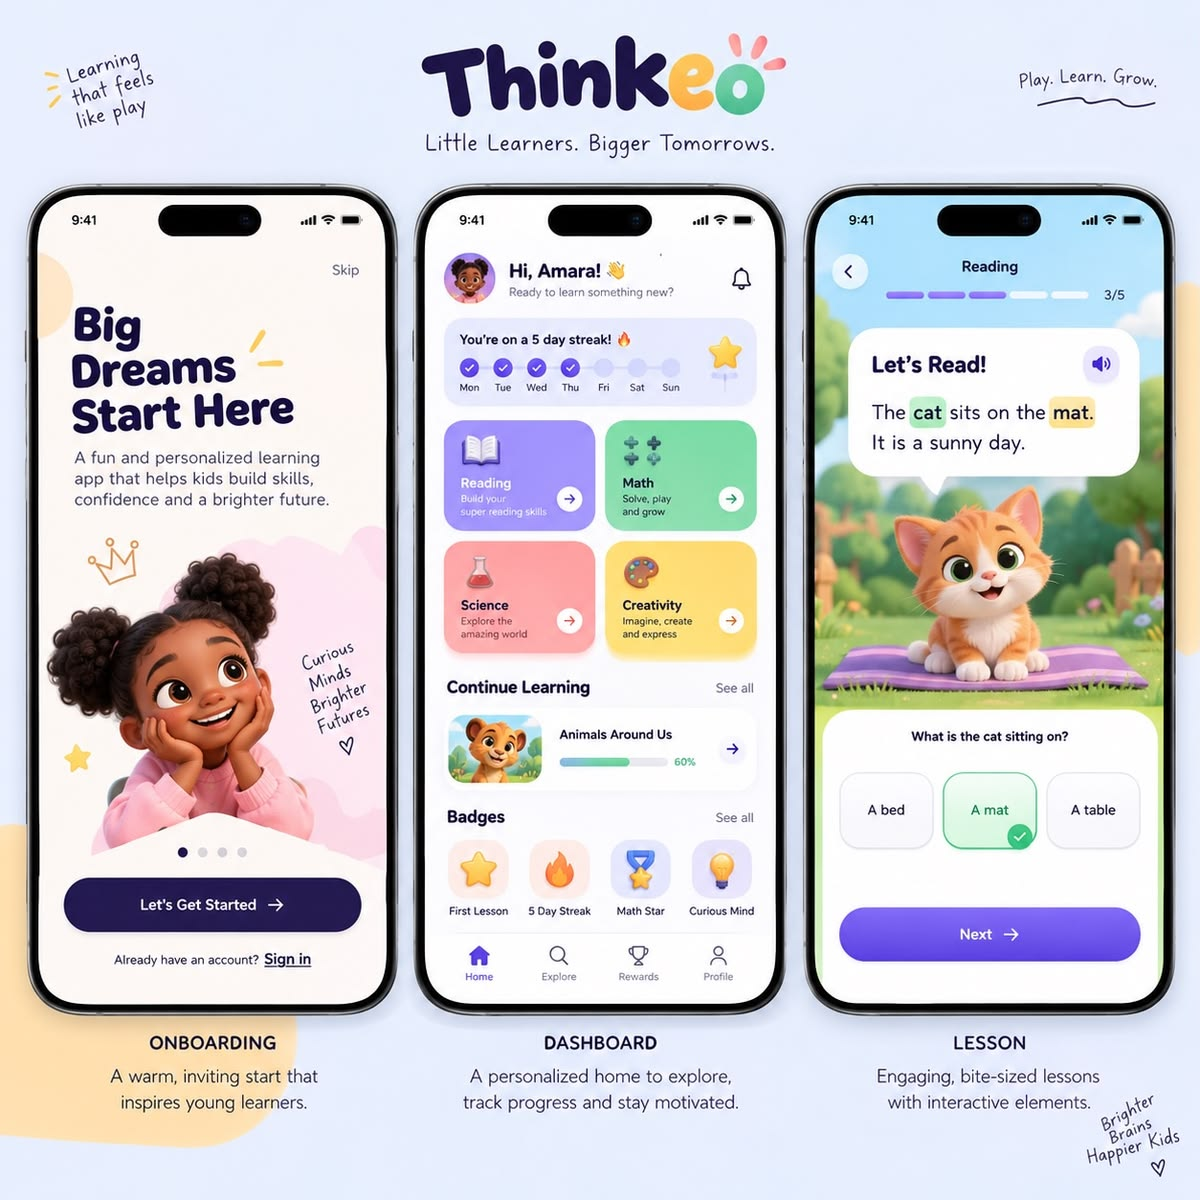 Learning
that feels
like play
Thinkeo
Little Learners. Bigger Tomorrows.
Play. Learn. Grow.
9:41
Skip
Big
Dreams
Start Here
A fun and personalized learning
app that helps kids build skills,
confidence and a brighter future.
Curious
Minds
Brighter
Futures
Let's Get Started
Already have an account? Sign in
9:41
Hi, Amara!
Ready to learn something new?
You're on a 5 day streak!
Mon Tue Wed Thu Fri Sat Sun
Reading
Build your
super reading skills
Math
Solve, play
and grow
Science
Explore the
amazing world
Creativity
Imagine, create
and express
Continue Learning See all
Animals Around Us
60%
Badges See all
First Lesson 5 Day Streak Math Star Curious Mind
Home Explore Rewards Profile
9:41
Reading
3/5
Let's Read!
The cat sits on the mat.
It is a sunny day.
What is the cat sitting on?
A bed A mat A table
Next
ONBOARDING
A warm, inviting start that
inspires young learners.
DASHBOARD
A personalized home to explore,
track progress and stay motivated.
LESSON
Engaging, bite-sized lessons
with interactive elements.
Brighter
Brains
Happier Kids